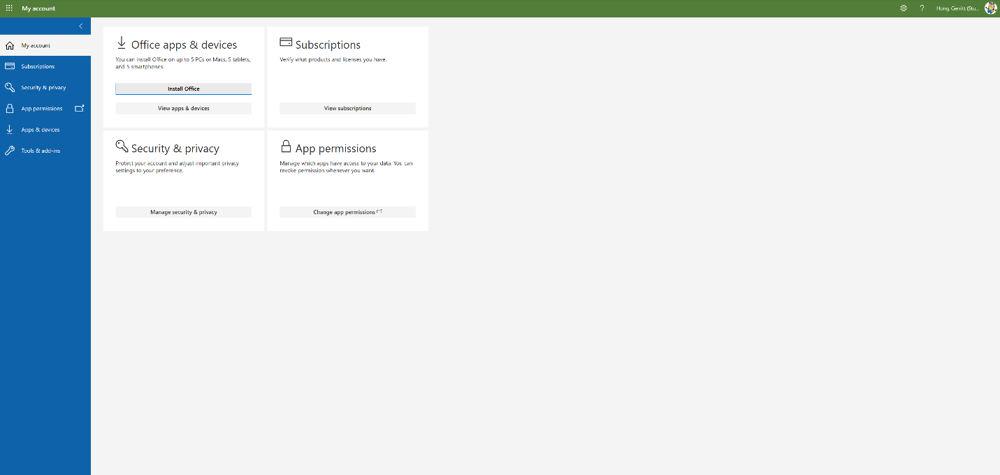 My account
? Hong, Genitt (Stu...
My account
Subscriptions
Security & privacy
App permissions
Apps & devices
Tools & add-ins
Office apps & devices
You can install Office on up to 5 PCs or Macs, 5 tablets,
and 5 smartphones.
Install Office
View apps & devices
Subscriptions
Verify what products and licenses you have.
View subscriptions
Security & privacy
Protect your account and adjust important privacy
settings to your preference.
Manage security & privacy
App permissions
Manage which apps have access to your data. You can
revoke permission whenever you want.
Change app permissions